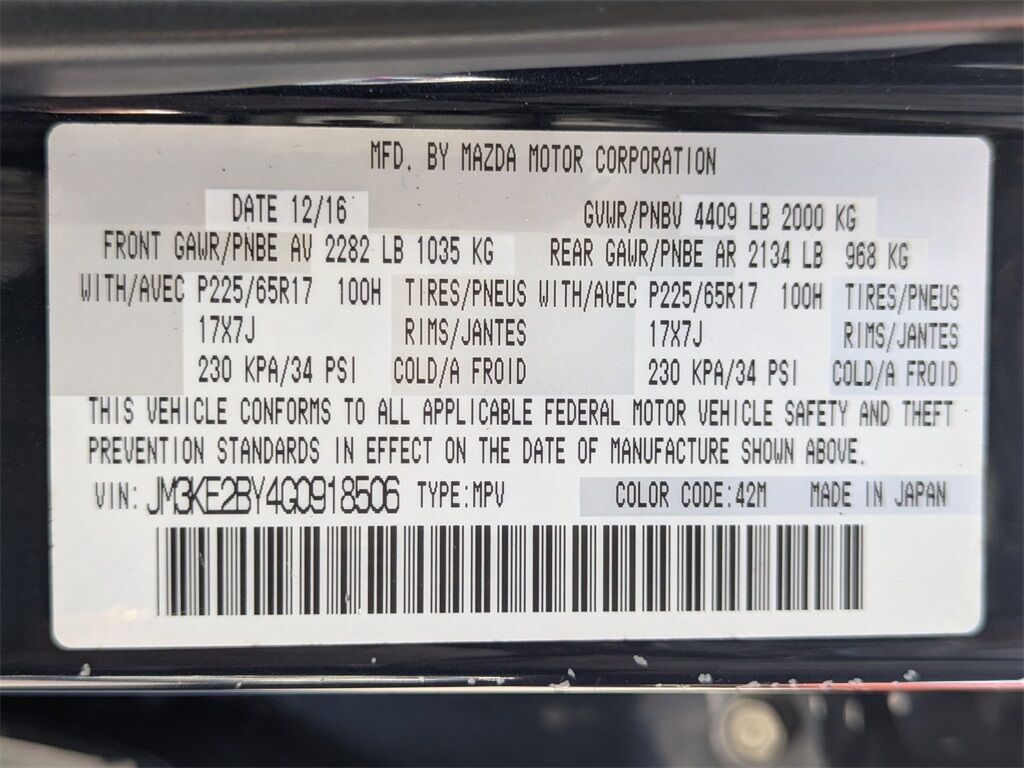 MFD. BY MAZDA MOTOR CORPORATION
DATE 12/16 GVWR/PNBV 4409 LB 2000 KG
FRONT GAWR/PNBE AV 2282 LB 1035 KG REAR GAWR/PNBE AR 2134 LB 968 KG
WITH/AVEC P225/65R17 100H TIRES/PNEUS WITH/AVEC P225/65R17 100H TIRES/PNEUS
17X7J RIMS/JANTES 17X7J RIMS/JANTES
230 KPA/34 PSI COLD/A FROID 230 KPA/34 PSI COLD/A FROID
THIS VEHICLE CONFORMS TO ALL APPLICABLE FEDERAL MOTOR VEHICLE SAFETY AND THEFT
PREVENTION STANDARDS IN EFFECT ON THE DATE OF MANUFACTURE SHOWN ABOVE.
VIN: JM3KE2BY4G0918506 TYPE:MPV COLOR CODE:42M MADE IN JAPAN